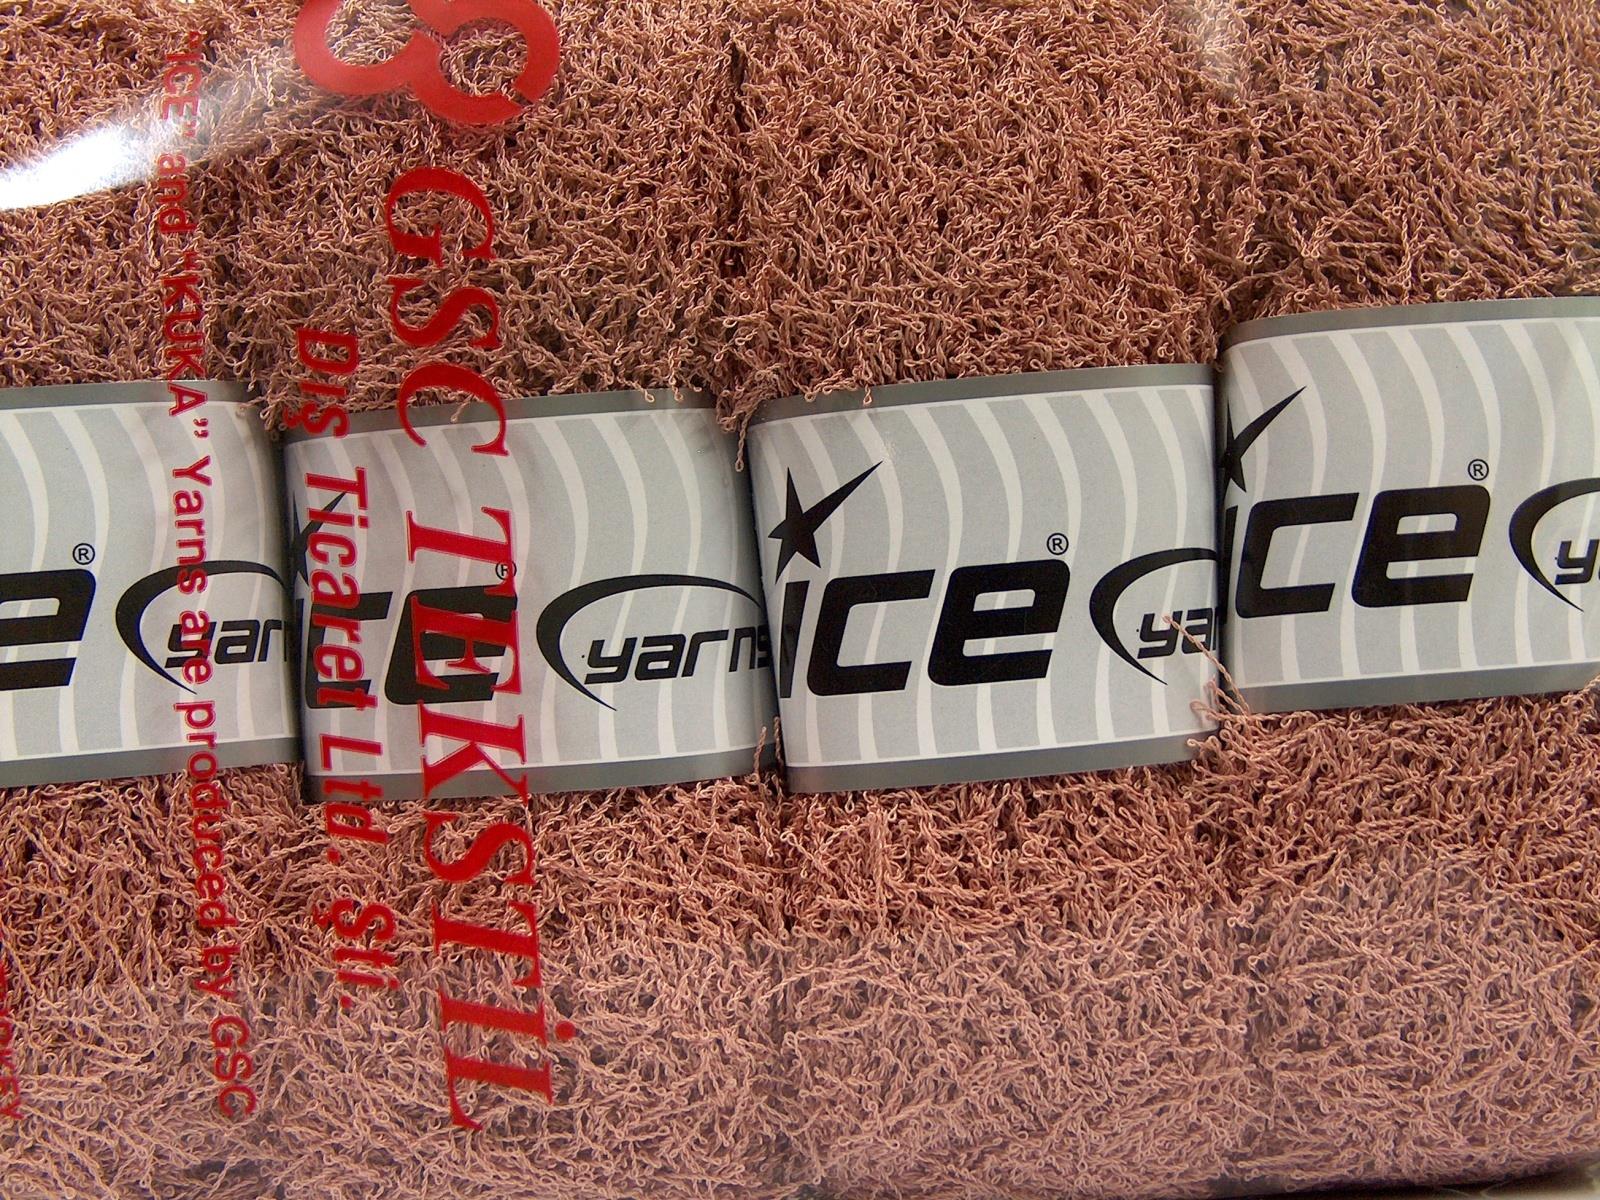 GSC TEKSTİL
Dış Ticaret Ltd. Şti.
"ICE" and "KUKA" Yarns are produced by GSC
ice® yarns
ice® yarns
ice®
ice®